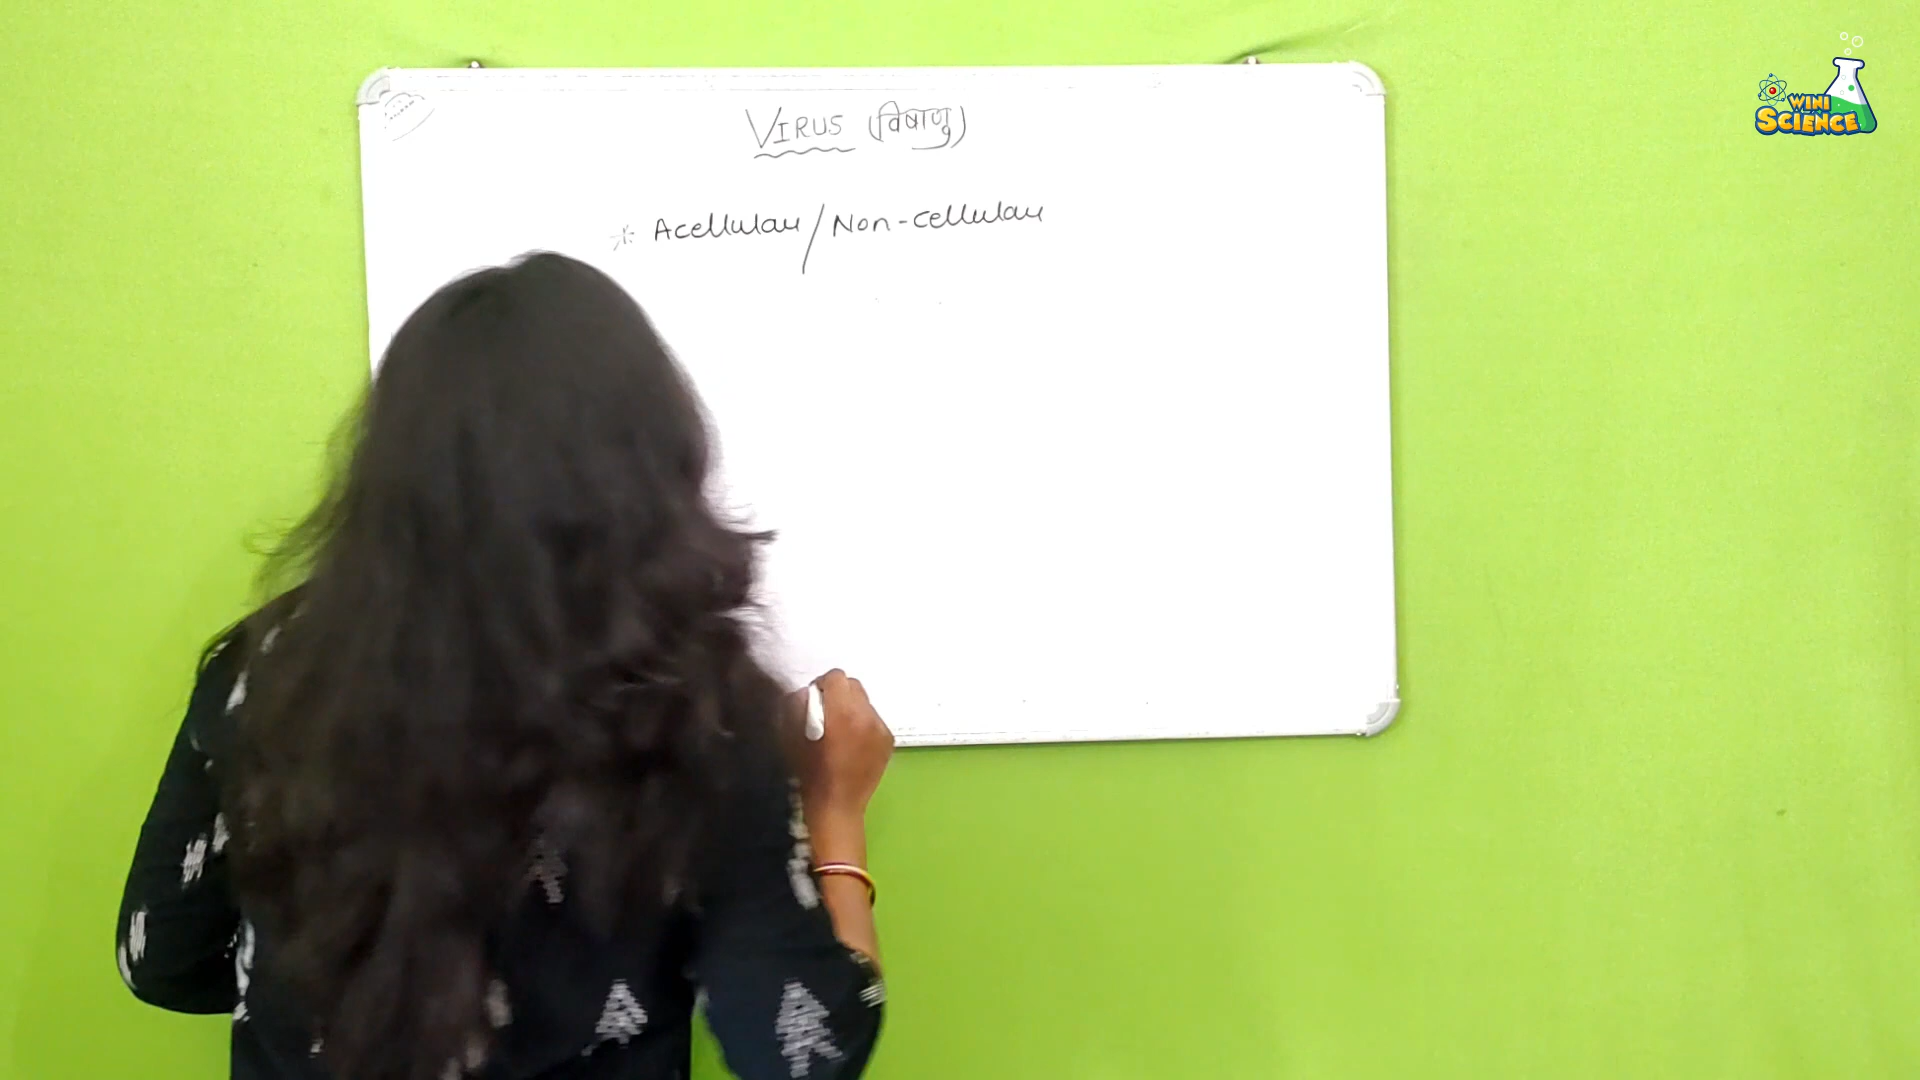 VIRUS (विषाणु)
* Acellular/Non-cellular
WINI
SCIENCE